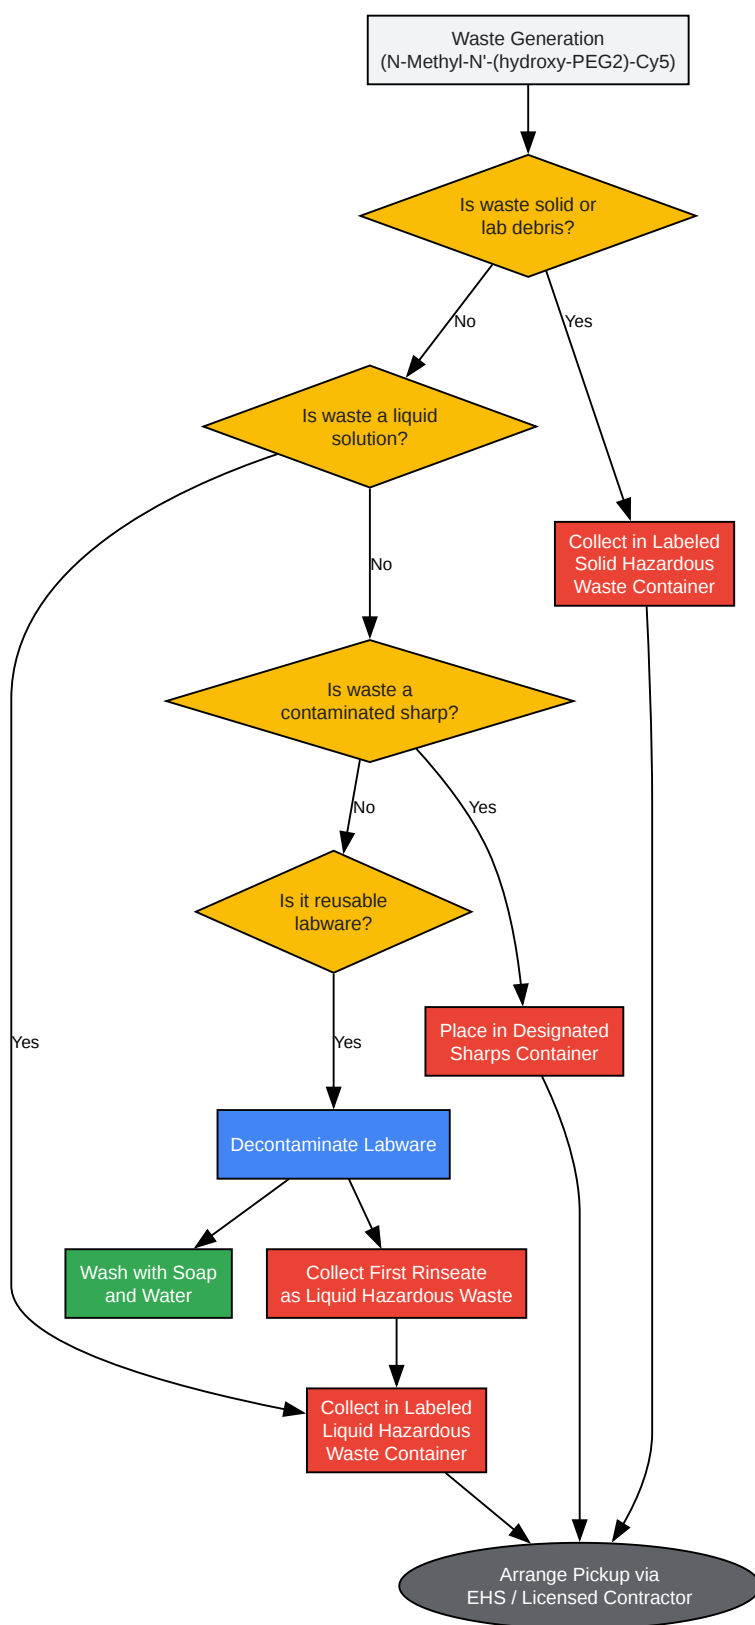 Waste Generation
(N-Methyl-N'-(hydroxy-PEG2)-Cy5)
Is waste solid or
lab debris?
No
Yes
Is waste a liquid
solution?
Collect in Labeled
Solid Hazardous
Waste Container
No
Is waste a
contaminated sharp?
No
Yes
Is it reusable
labware?
Place in Designated
Sharps Container
Yes
Yes
Decontaminate Labware
Wash with Soap
and Water
Collect First Rinseate
as Liquid Hazardous Waste
Collect in Labeled
Liquid Hazardous
Waste Container
Arrange Pickup via
EHS / Licensed Contractor